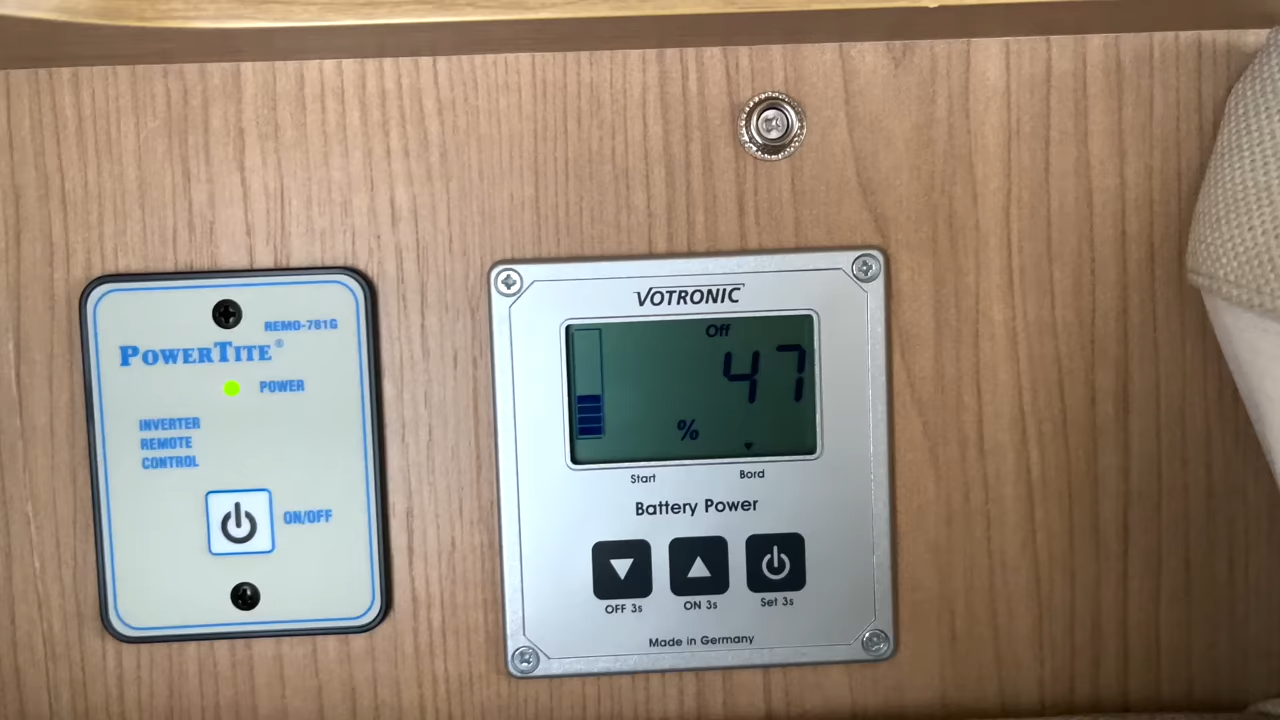 REMO-781G
POWERTITE®
POWER
INVERTER
REMOTE
CONTROL
ON/OFF
VOTRONIC
Off
47
%
Start Bord
Battery Power
OFF 3s ON 3s Set 3s
Made in Germany